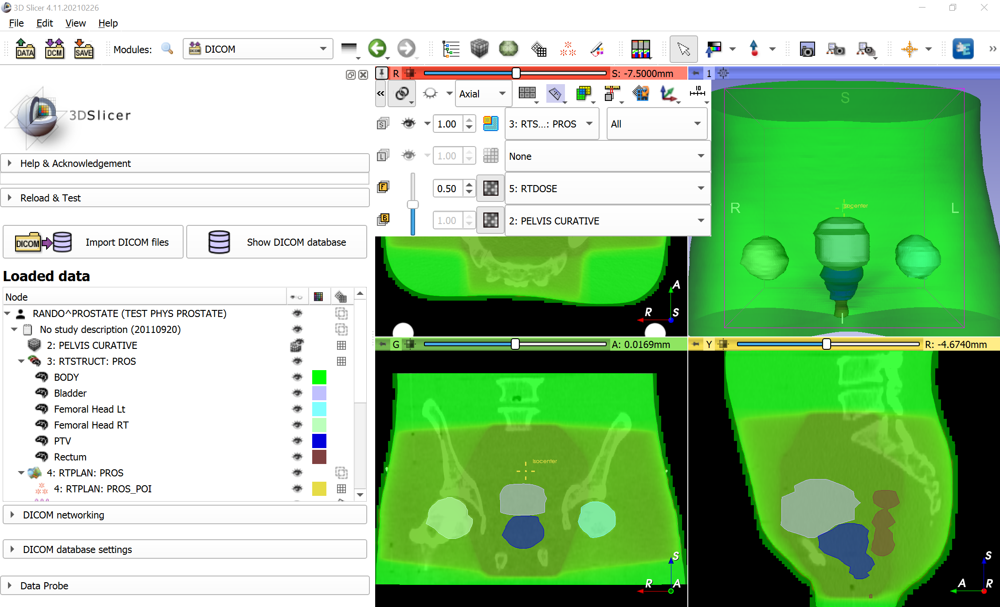 3D Slicer 4.11.20210226
File Edit View Help
DATA DCM SAVE Modules: DICOM
R S: -7.5000mm 1
Axial 10
S 1.00 3: RTS...: PROS All
L 1.00 None
F 0.50 5: RTDOSE
B 1.00 2: PELVIS CURATIVE
3DSlicer
Help & Acknowledgement
Reload & Test
DICOM Import DICOM files Show DICOM database
Loaded data
Node
RANDO^PROSTATE (TEST PHYS PROSTATE)
No study description (20110920)
2: PELVIS CURATIVE
3: RTSTRUCT: PROS
BODY
Bladder
Femoral Head Lt
Femoral Head RT
PTV
Rectum
4: RTPLAN: PROS
4: RTPLAN: PROS_POI
DICOM networking
DICOM database settings
Data Probe
A
R S
S
R Isocenter L
I
G A: 0.0169mm
Isocenter
S
R A
Y R: -4.6740mm
S
A R